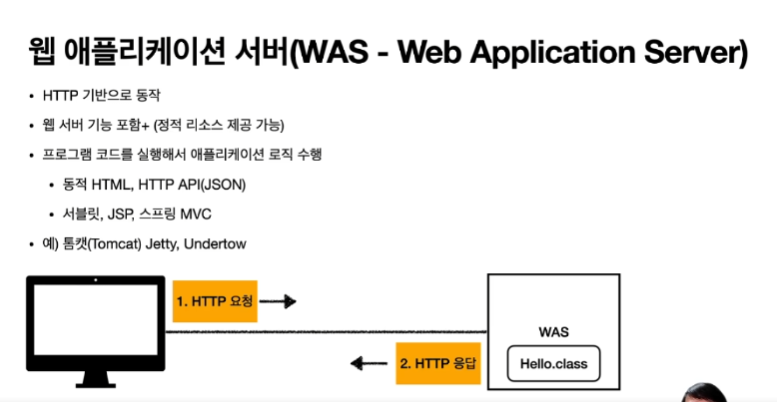 웹 애플리케이션 서버(WAS - Web Application Server)
• HTTP 기반으로 동작
• 웹 서버 기능 포함+ (정적 리소스 제공 가능)
• 프로그램 코드를 실행해서 애플리케이션 로직 수행
• 동적 HTML, HTTP API(JSON)
• 서블릿, JSP, 스프링 MVC
• 예) 톰캣(Tomcat) Jetty, Undertow
1. HTTP 요청
WAS
2. HTTP 응답
Hello.class